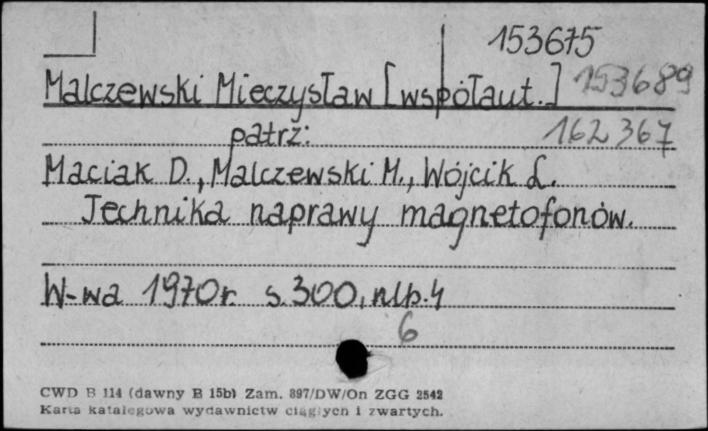 153675
Malczewski Mieczysław [współaut.] 153689
patrz: 162367
Maciak D., Malczewski M., Wójcik L.
Technika naprawy magnetofonów.
W-wa 1970r. s.300, nlb.4
6
CWD B 114 (dawny B 15b) Zam. 897/DW/On ZGG 2542
Karta katalogowa wydawnictw ciągłych i zwartych.